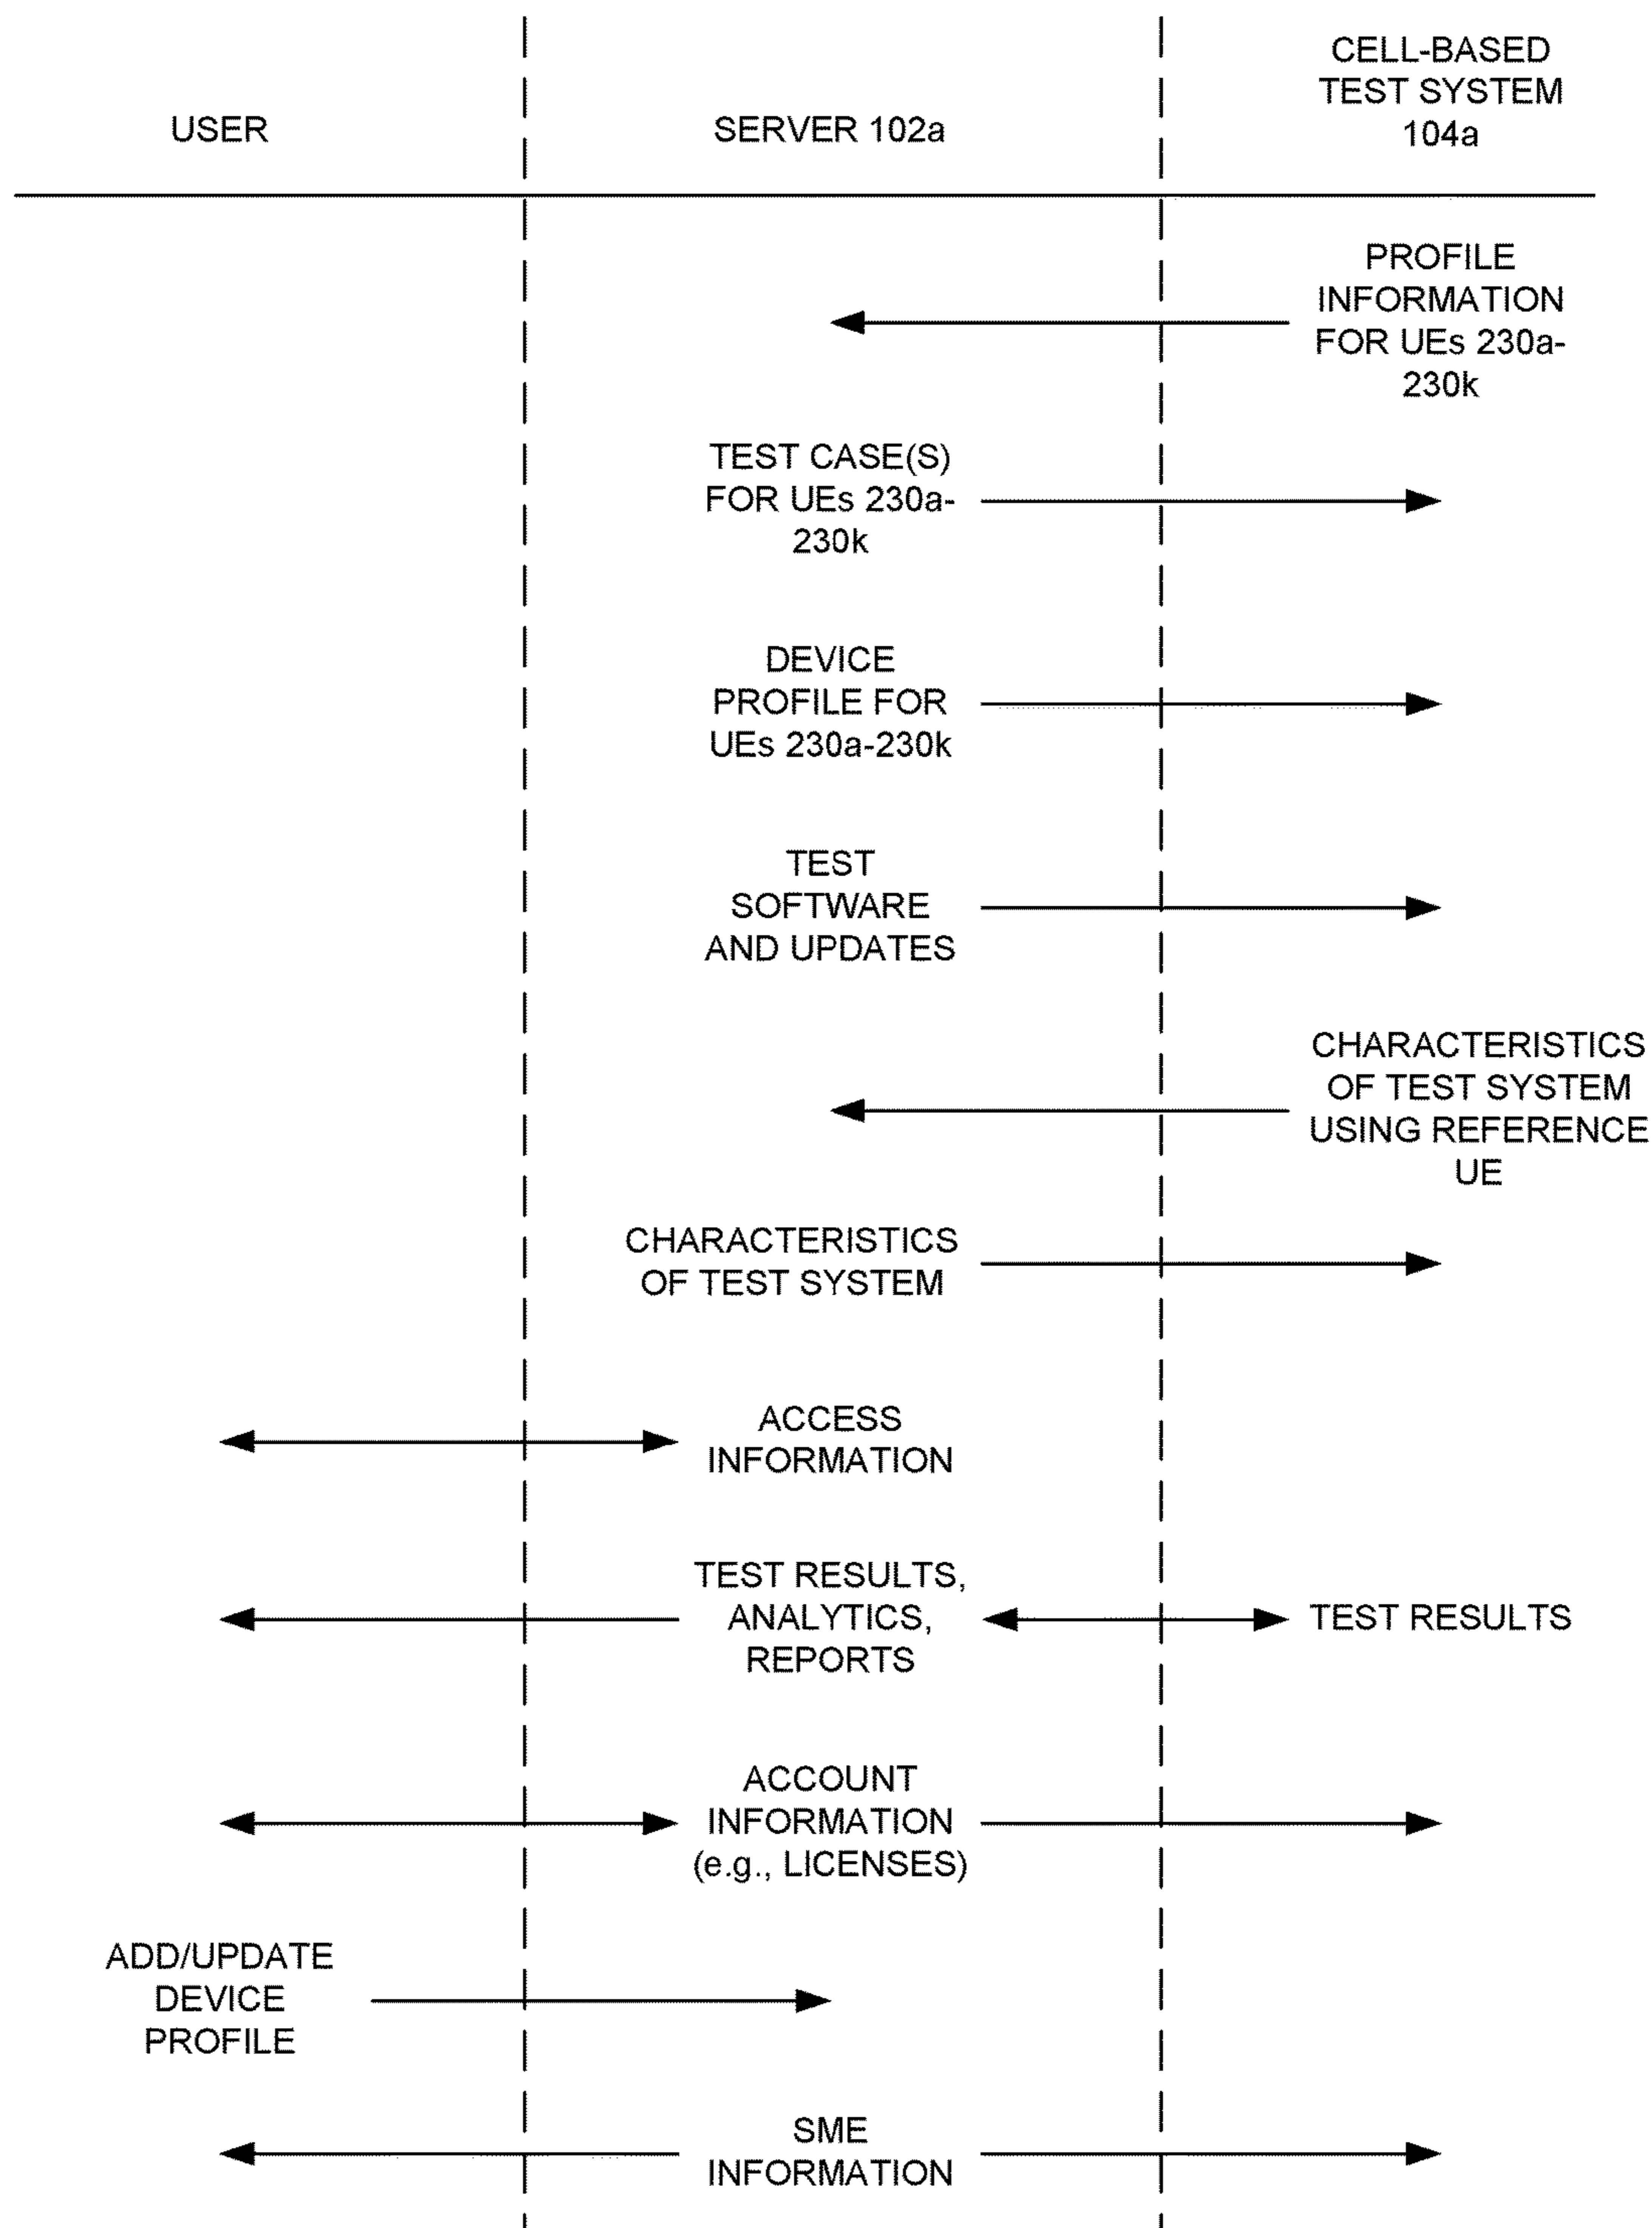 USER
SERVER 102a
CELL-BASED
TEST SYSTEM
104a
PROFILE
INFORMATION
FOR UEs 230a-
230k
TEST CASE(S)
FOR UEs 230a-
230k
DEVICE
PROFILE FOR
UEs 230a-230k
TEST
SOFTWARE
AND UPDATES
CHARACTERISTICS
OF TEST SYSTEM
USING REFERENCE
UE
CHARACTERISTICS
OF TEST SYSTEM
ACCESS
INFORMATION
TEST RESULTS,
ANALYTICS,
REPORTS
TEST RESULTS
ACCOUNT
INFORMATION
(e.g., LICENSES)
ADD/UPDATE
DEVICE
PROFILE
SME
INFORMATION